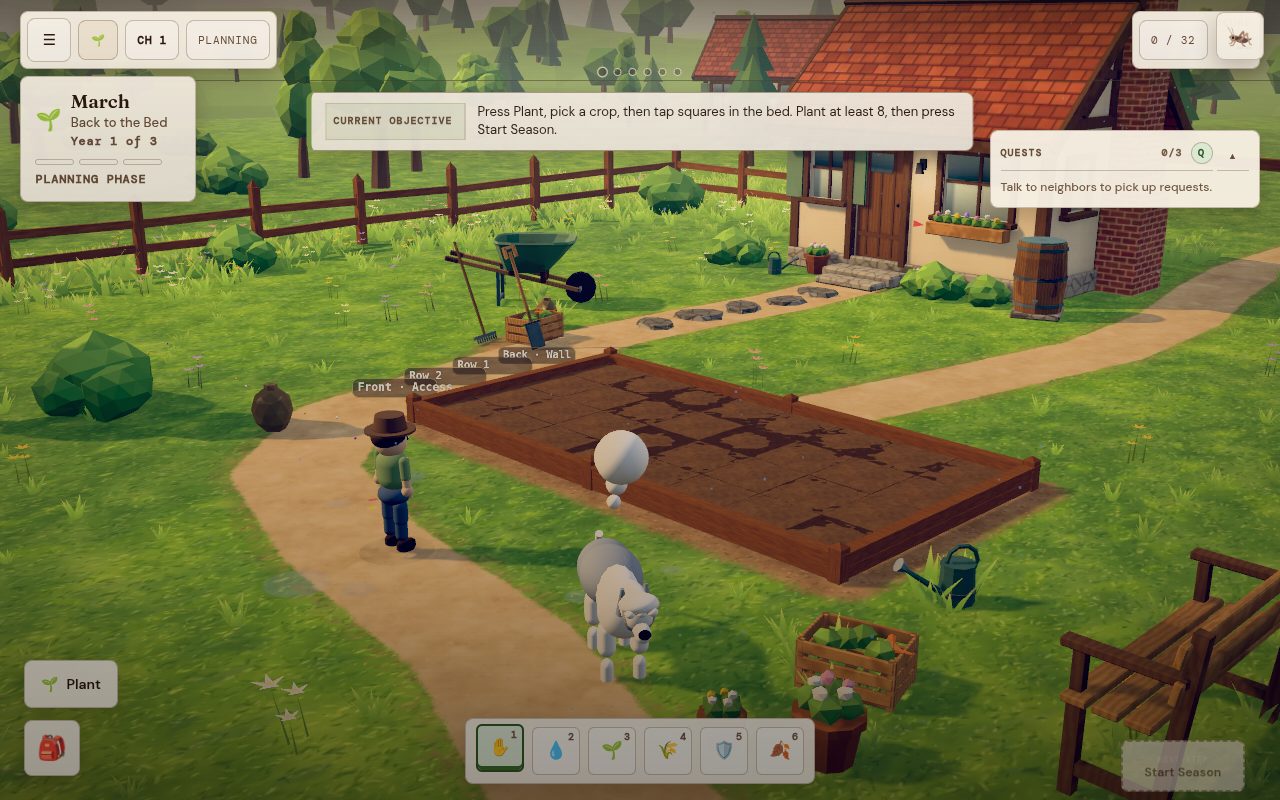 ☰
CH 1
PLANNING
0 / 32
March
Back to the Bed
Year 1 of 3
PLANNING PHASE
CURRENT OBJECTIVE
Press Plant, pick a crop, then tap squares in the bed. Plant at least 8, then press
Start Season.
QUESTS
0/3
Q
▲
Talk to neighbors to pick up requests.
Back · Wall
Row 1
Row 2
Front · Access
Plant
1
2
3
4
5
6
Start Season